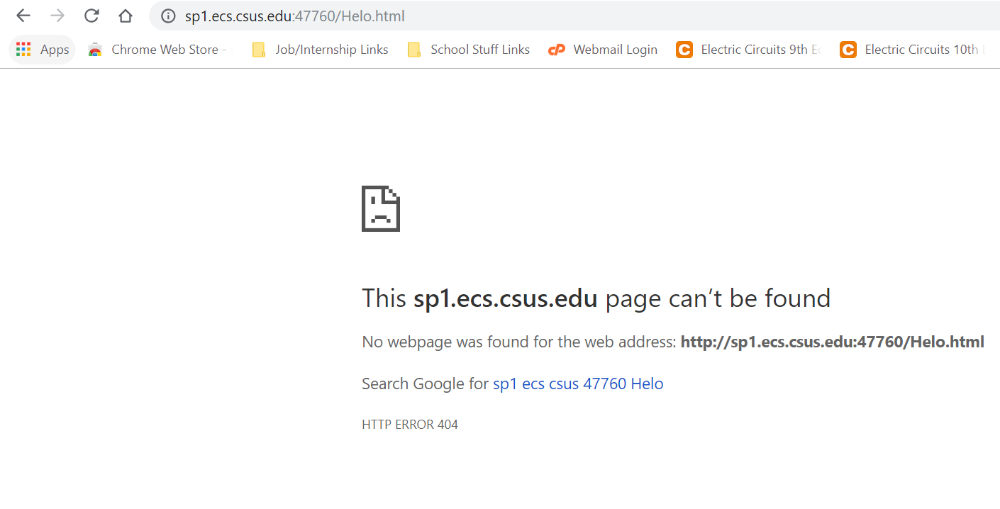 sp1.ecs.csus.edu:47760/Helo.html
Apps Chrome Web Store - Job/Internship Links School Stuff Links Webmail Login Electric Circuits 9th Electric Circuits 10th
This sp1.ecs.csus.edu page can’t be found
No webpage was found for the web address: http://sp1.ecs.csus.edu:47760/Helo.html
Search Google for sp1 ecs csus 47760 Helo
HTTP ERROR 404